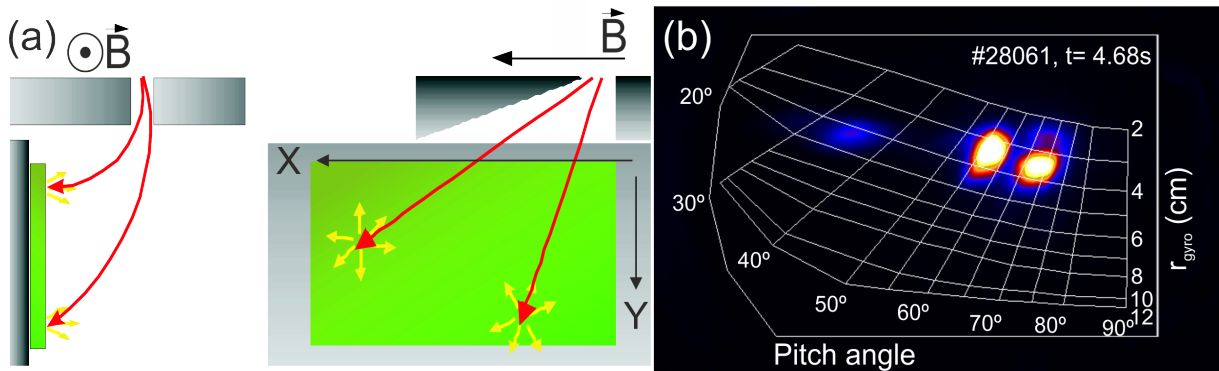 (a)
B
B
X
Y
(b)
#28061, t= 4.68s
20º
30º
40º
50º
60º
70º
80º
90º
2
4
6
8
10
12
r gyro (cm)
Pitch angle